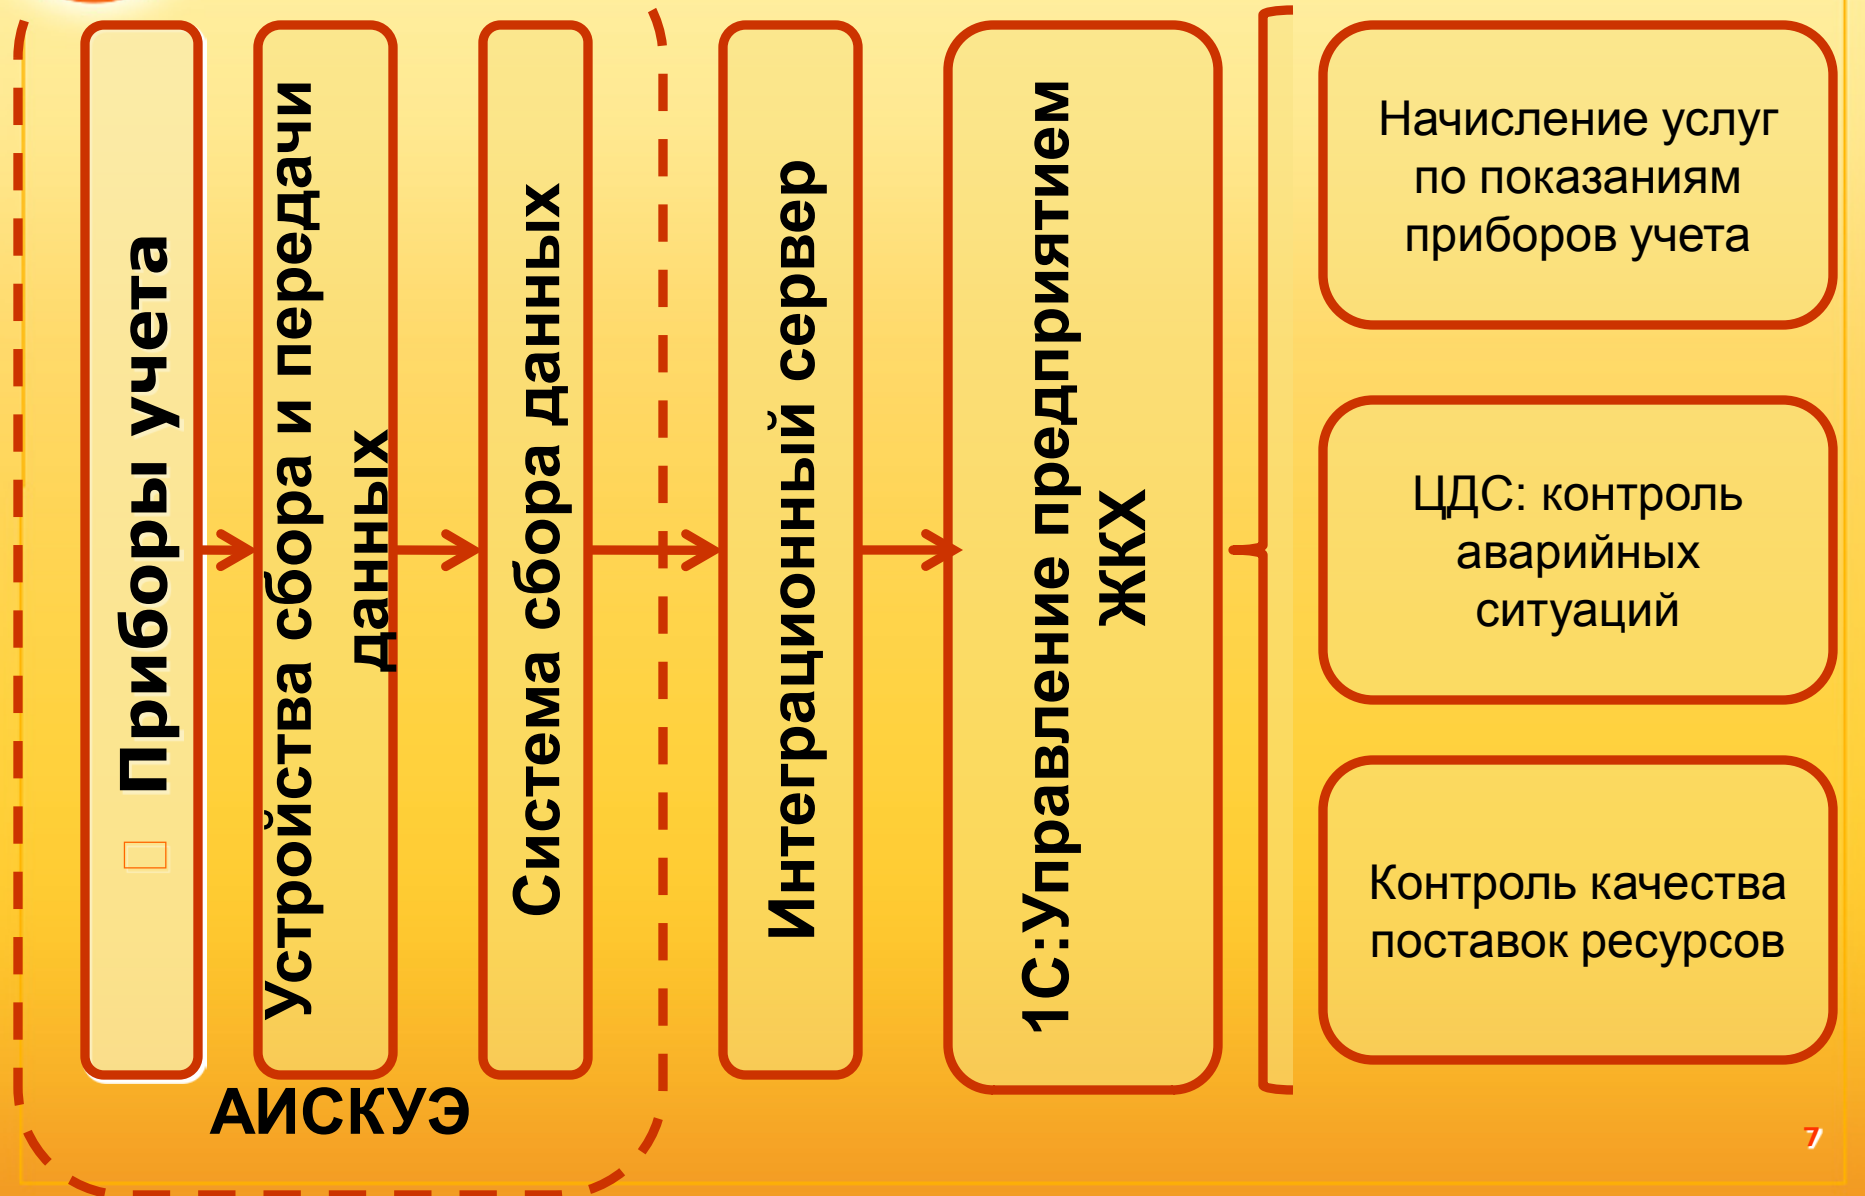 Приборы учета
Устройства сбора и передачи
данных
Система сбора данных
Интеграционный сервер
1С:Управление предприятием
ЖКХ
Начисление услуг
по показаниям
приборов учета
ЦДС: контроль
аварийных
ситуаций
Контроль качества
поставок ресурсов
АИСКУЭ
7